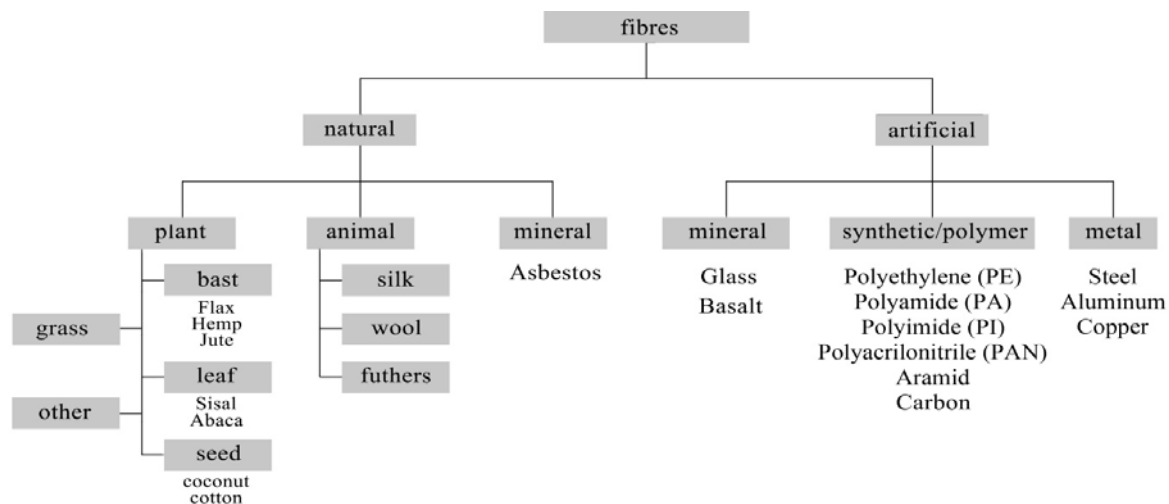 fibres
natural
artificial
plant
animal
mineral
mineral
synthetic/polymer
metal
bast
Flax
Hemp
Jute
grass
leaf
Sisal
Abaca
other
seed
coconut
cotton
silk
wool
futhers
Asbestos
Glass
Basalt
Polyethylene (PE)
Polyamide (PA)
Polyimide (PI)
Polyacrilonitrile (PAN)
Aramid
Carbon
Steel
Aluminum
Copper